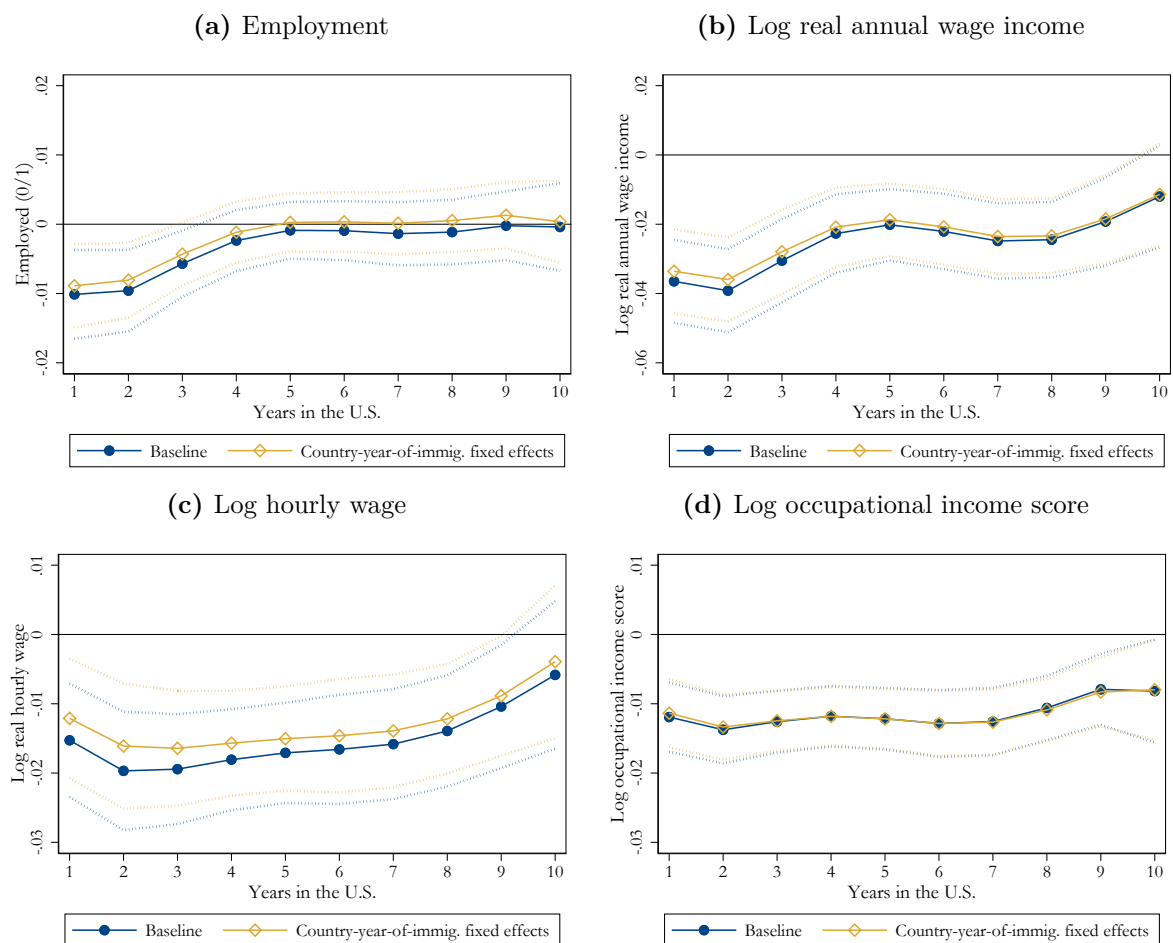 (a) Employment
Employed (0/1)
.02
.01
0
-.01
-.02
1 2 3 4 5 6 7 8 9 10
Years in the U.S.
Baseline Country-year-of-immig. fixed effects
(b) Log real annual wage income
Log real annual wage income
.02
0
-.02
-.04
-.06
1 2 3 4 5 6 7 8 9 10
Years in the U.S.
Baseline Country-year-of-immig. fixed effects
(c) Log hourly wage
Log real hourly wage
.01
0
-.01
-.02
-.03
1 2 3 4 5 6 7 8 9 10
Years in the U.S.
Baseline Country-year-of-immig. fixed effects
(d) Log occupational income score
Log occupational income score
.01
0
-.01
-.02
-.03
1 2 3 4 5 6 7 8 9 10
Years in the U.S.
Baseline Country-year-of-immig. fixed effects